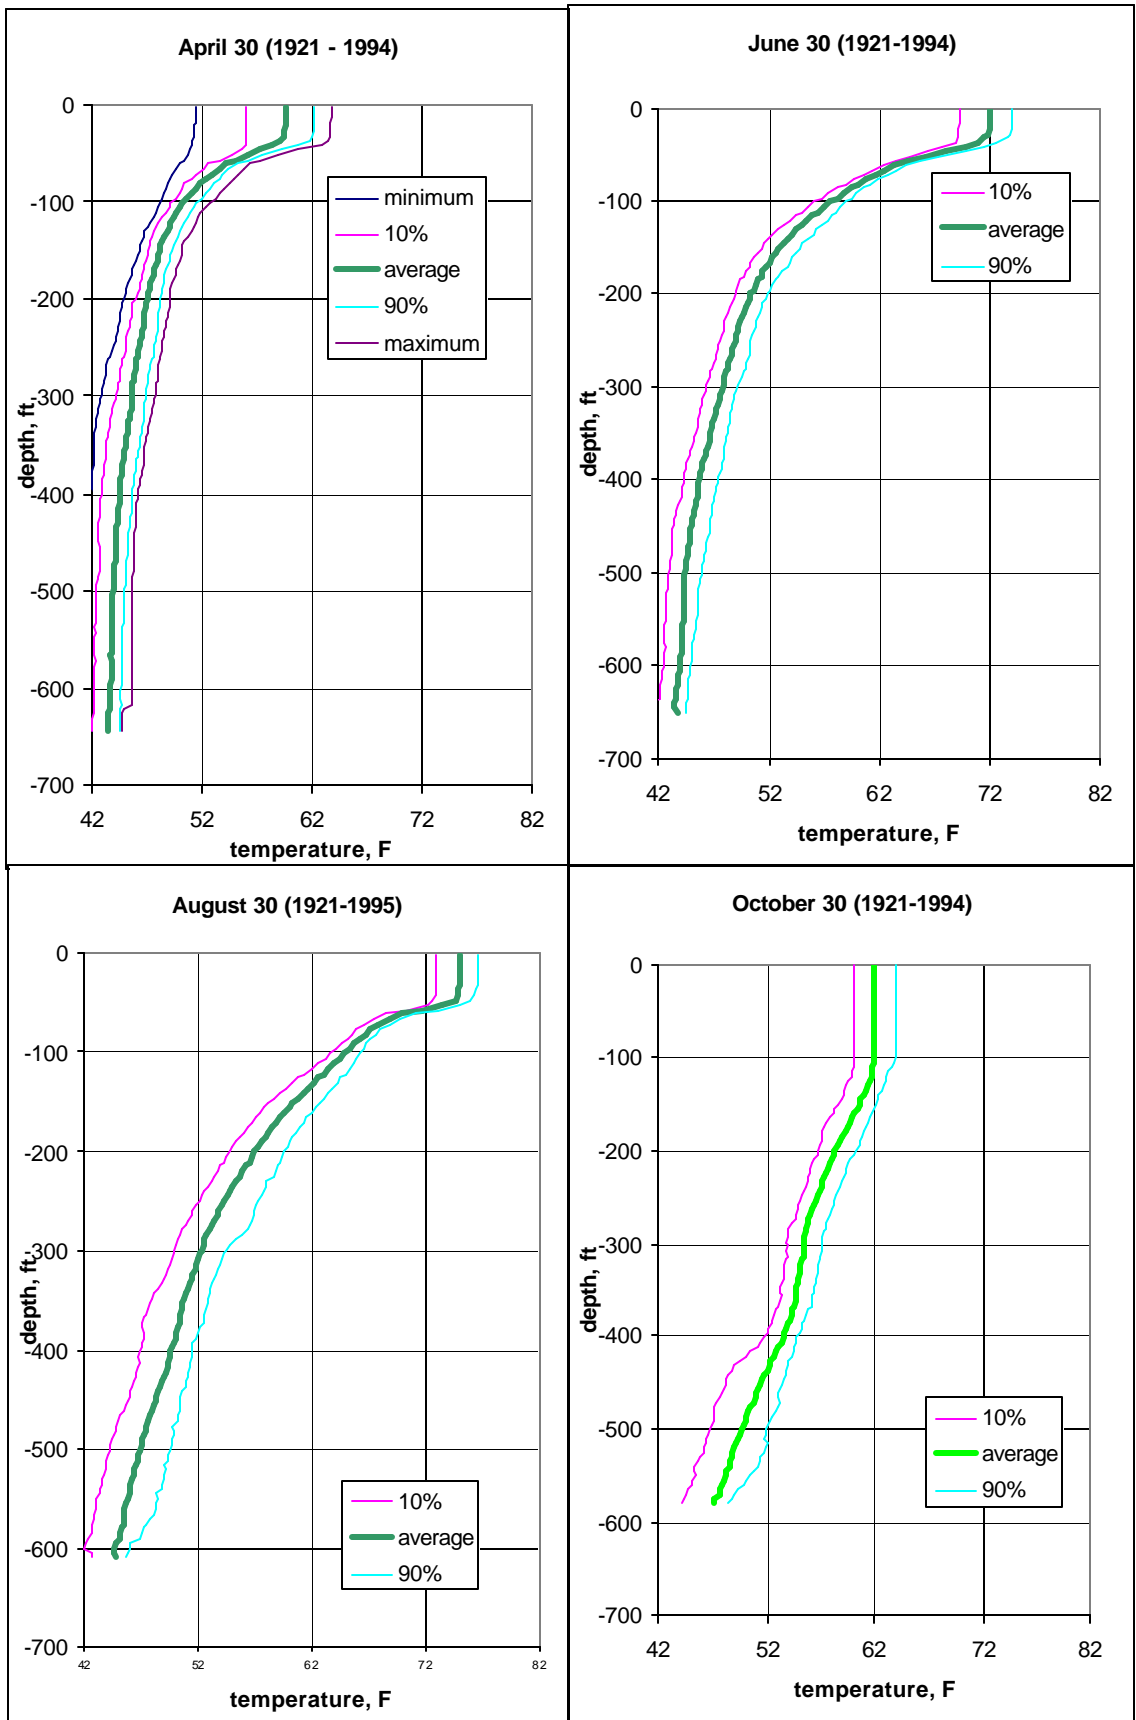 April 30 (1921 - 1994)
0
-100
-200
-300
-400
-500
-600
-700
depth, ft.
minimum
10%
average
90%
maximum
42 52 62 72 82
temperature, F
June 30 (1921-1994)
0
-100
-200
-300
-400
-500
-600
-700
depth, ft
10%
average
90%
42 52 62 72 82
temperature, F
August 30 (1921-1995)
0
-100
-200
-300
-400
-500
-600
-700
depth, ft
10%
average
90%
42 52 62 72 82
temperature, F
October 30 (1921-1994)
0
-100
-200
-300
-400
-500
-600
-700
depth, ft
10%
average
90%
42 52 62 72 82
temperature, F